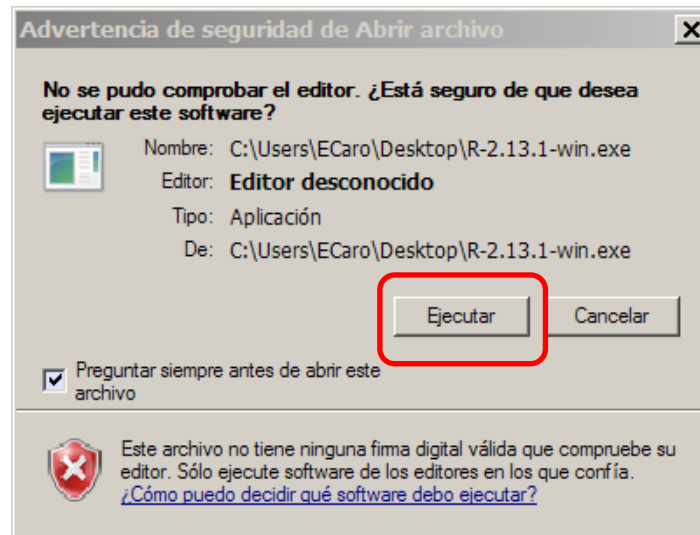 Advertencia de seguridad de Abrir archivo
No se pudo comprobar el editor. ¿Está seguro de que desea
ejecutar este software?
Nombre: C:\Users\ECaro\Desktop\R-2.13.1-win.exe
Editor: Editor desconocido
Tipo: Aplicación
De: C:\Users\ECaro\Desktop\R-2.13.1-win.exe
Ejecutar Cancelar
Preguntar siempre antes de abrir este
archivo
Este archivo no tiene ninguna firma digital válida que compruebe su
editor. Sólo ejecute software de los editores en los que confía.
¿Cómo puedo decidir qué software debo ejecutar?